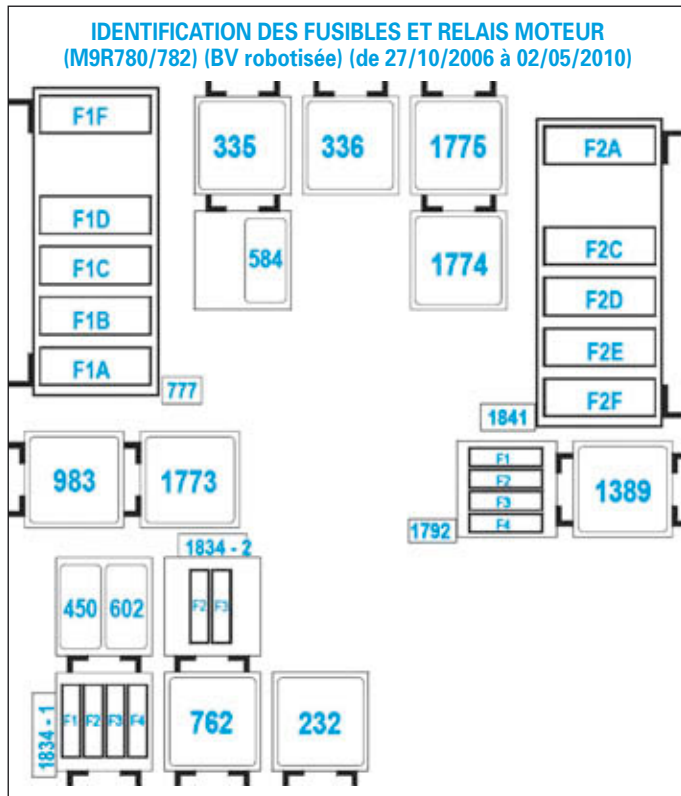 IDENTIFICATION DES FUSIBLES ET RELAIS MOTEUR
(M9R780/782) (BV robotisée) (de 27/10/2006 à 02/05/2010)
F1F
F1D
F1C
F1B
F1A
777
335
336
1775
584
1774
F2A
F2C
F2D
F2E
F2F
1841
983
1773
F1
F2
F3
F4
1792
1389
1834 - 2
450
602
F2
F3
1834 - 1
F1
F2
F3
F4
762
232